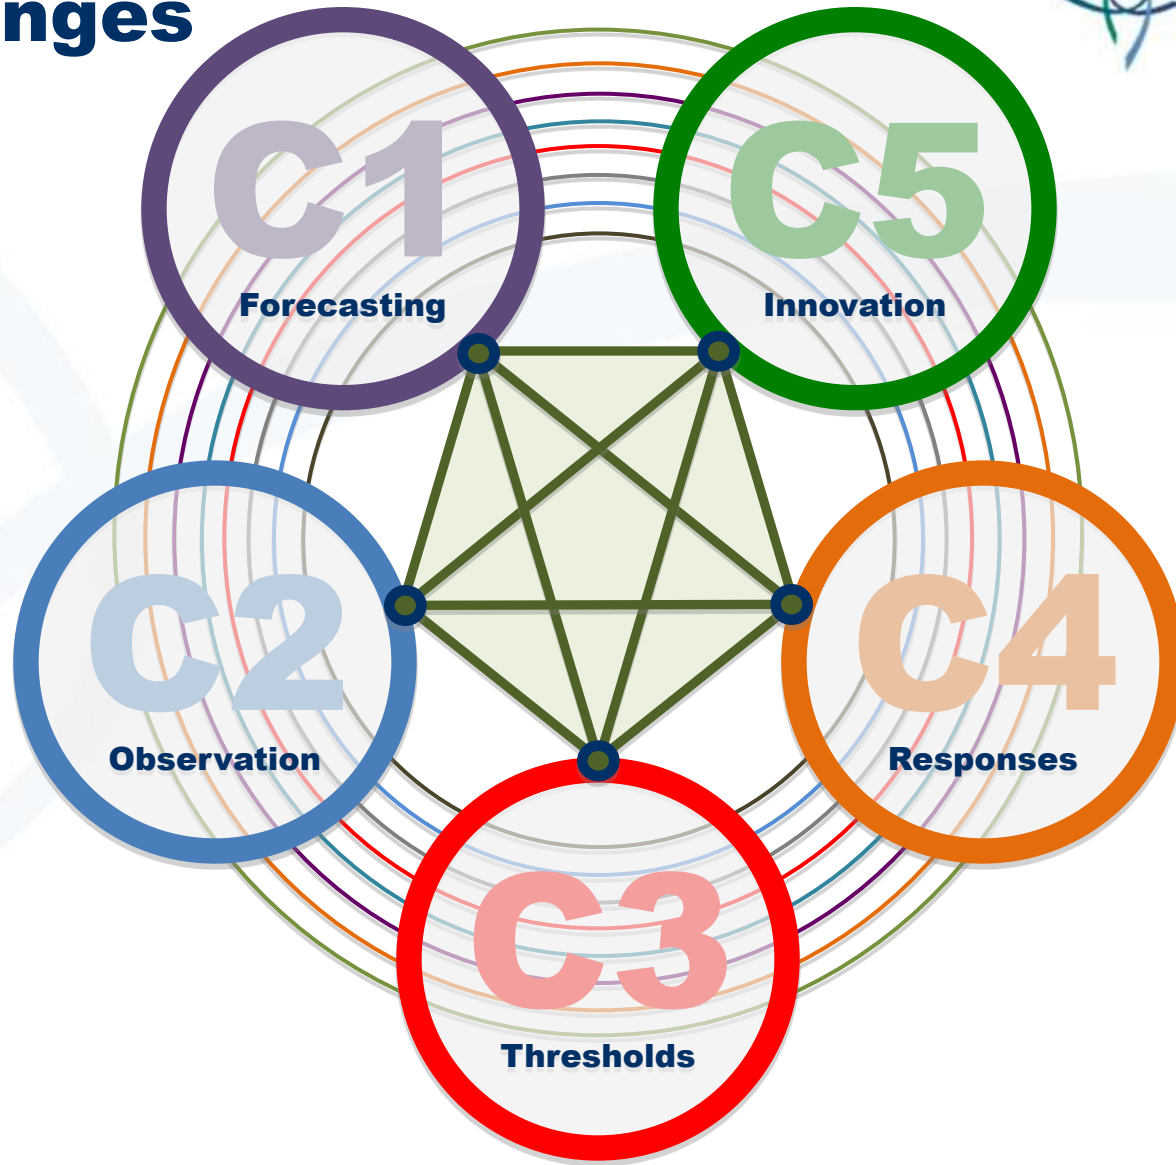 nges
C1
Forecasting
C5
Innovation
C2
Observation
C4
Responses
C3
Thresholds